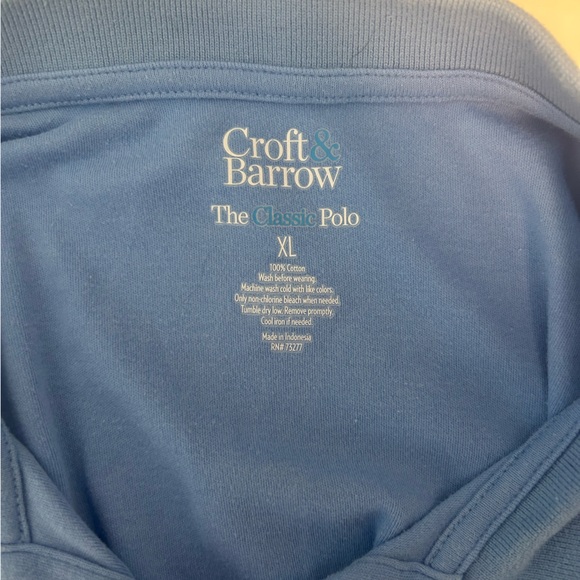 Croft&
Barrow
The Classic Polo
XL
100% Cotton
Wash before wearing.
Machine wash cold with like colors.
Only non-chlorine bleach when needed.
Tumble dry low. Remove promptly.
Cool iron if needed.
Made in Indonesia
RN# 73277